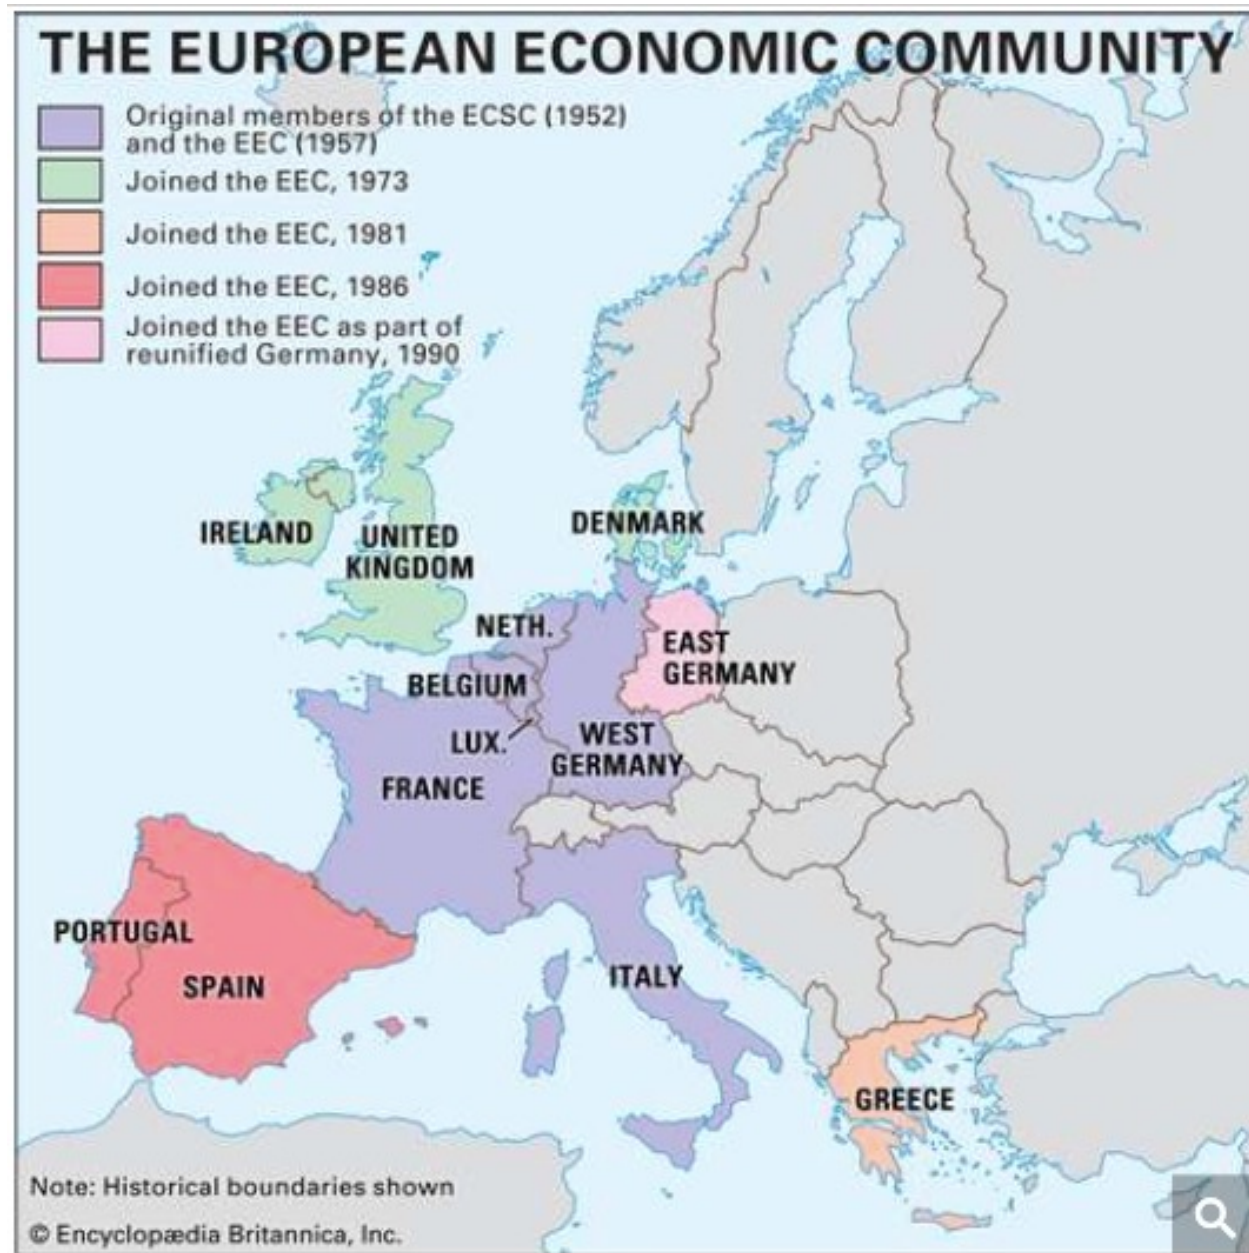 THE EUROPEAN ECONOMIC COMMUNITY
Original members of the ECSC (1952)
and the EEC (1957)
Joined the EEC, 1973
Joined the EEC, 1981
Joined the EEC, 1986
Joined the EEC as part of
reunified Germany, 1990
IRELAND
UNITED
KINGDOM
DENMARK
NETH.
EAST
GERMANY
BELGIUM
LUX.
WEST
GERMANY
FRANCE
PORTUGAL
SPAIN
ITALY
GREECE
Note: Historical boundaries shown
© Encyclopædia Britannica, Inc.